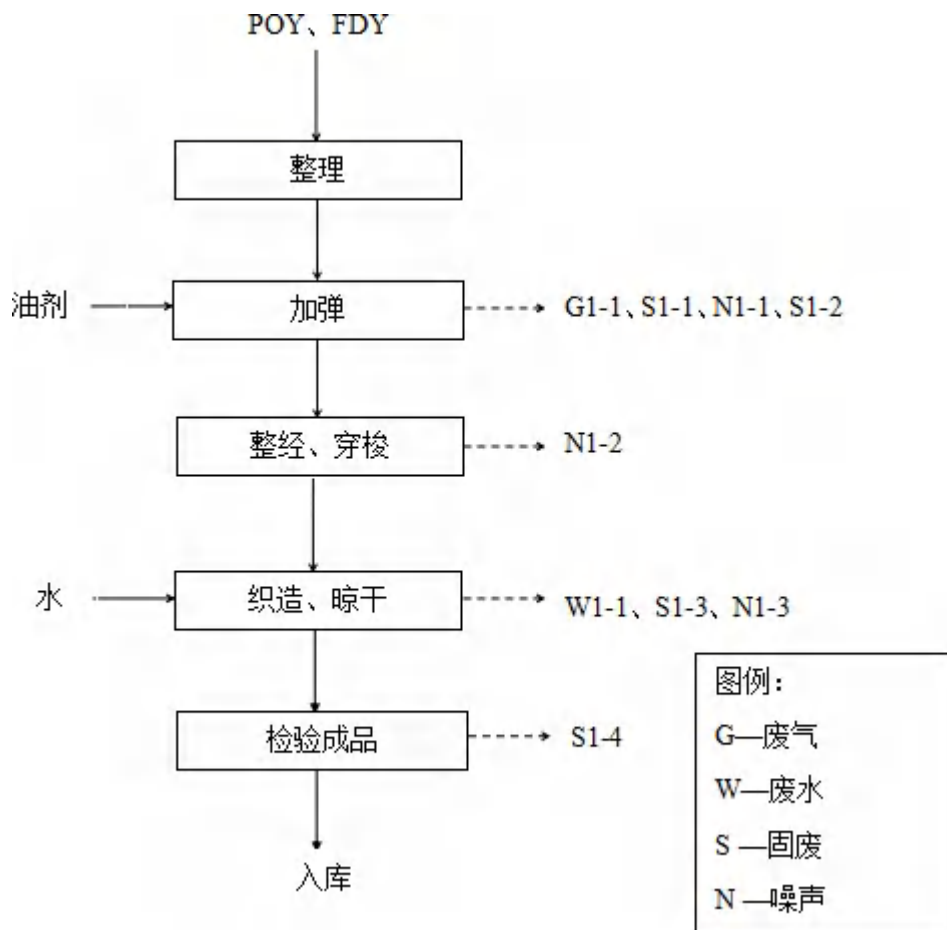 POY、FDY
整理
油剂
加弹
G1-1、S1-1、N1-1、S1-2
整经、穿梭
N1-2
水
织造、晾干
W1-1、S1-3、N1-3
检验成品
S1-4
入库
图例：
G—废气
W—废水
S —固废
N —噪声